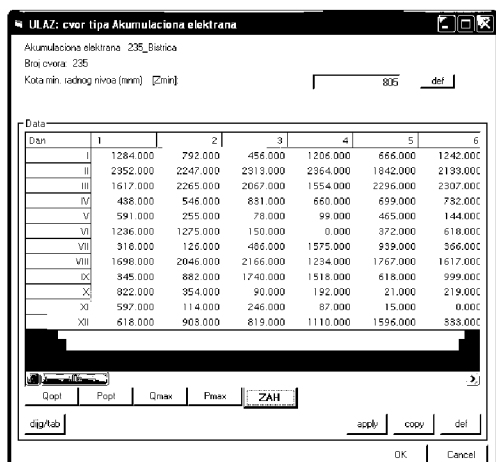 ULAZ: cvor tipa Akumulaciona elektrana
Akumulaciona elektrana 235_Bistrica
Broj cvora: 235
Kota min. radnog nivoa (mnm) [Zmin]: 805 def
Data
Dan 1 2 3 4 5 6
I 1284.000 792.000 456.000 1206.000 666.000 1242.000
II 2352.000 2247.000 2313.000 2364.000 1842.000 2133.000
III 1617.000 2265.000 2067.000 1554.000 2296.000 2307.000
IV 438.000 546.000 831.000 660.000 699.000 732.000
V 591.000 255.000 78.000 99.000 465.000 144.000
VI 1236.000 1275.000 150.000 0.000 372.000 618.000
VII 318.000 126.000 486.000 1575.000 939.000 366.000
VIII 1698.000 2046.000 2166.000 1234.000 1767.000 1617.000
IX 345.000 882.000 1740.000 1518.000 618.000 999.000
X 822.000 354.000 90.000 192.000 21.000 219.000
XI 597.000 114.000 246.000 87.000 15.000 0.000
XII 618.000 903.000 819.000 1110.000 1596.000
Qopt Popt Qmax Pmax ZAH
dijg/tab apply copy def
OK Cancel